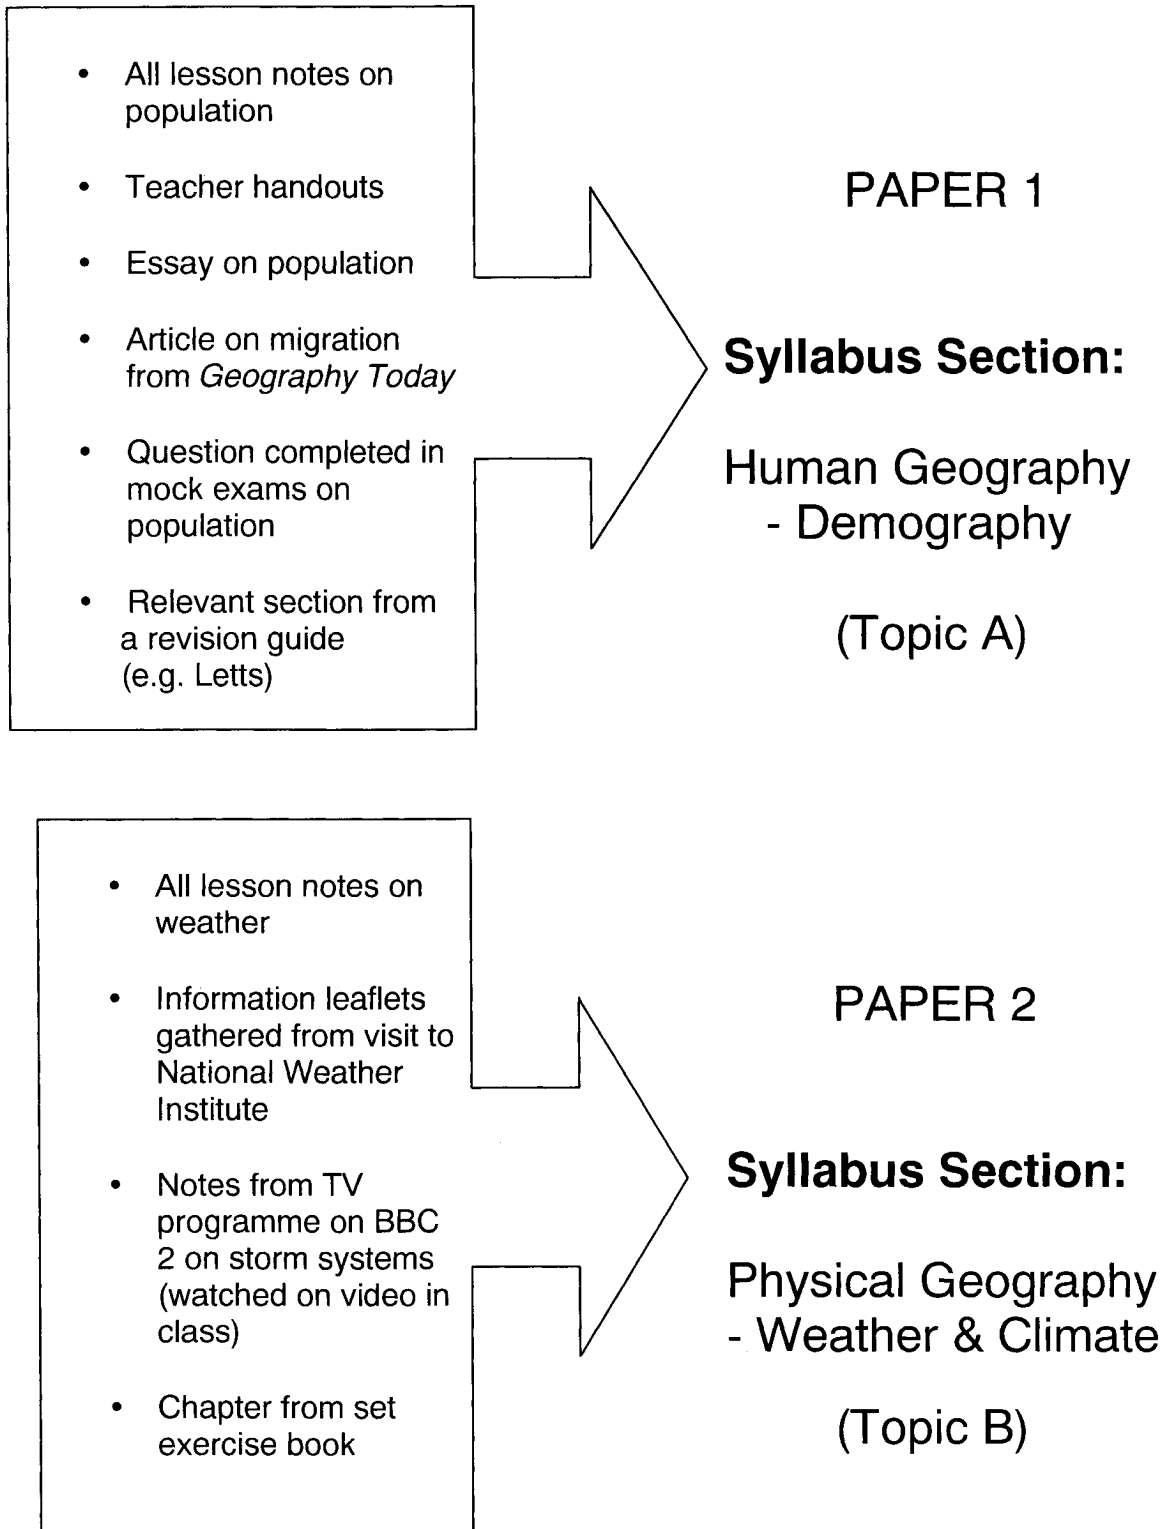 • All lesson notes on
population
• Teacher handouts
• Essay on population
• Article on migration
from Geography Today
• Question completed in
mock exams on
population
• Relevant section from
a revision guide
(e.g. Letts)
PAPER 1
Syllabus Section:
Human Geography
- Demography
(Topic A)
• All lesson notes on
weather
• Information leaflets
gathered from visit to
National Weather
Institute
• Notes from TV
programme on BBC
2 on storm systems
(watched on video in
class)
• Chapter from set
exercise book
PAPER 2
Syllabus Section:
Physical Geography
- Weather & Climate
(Topic B)